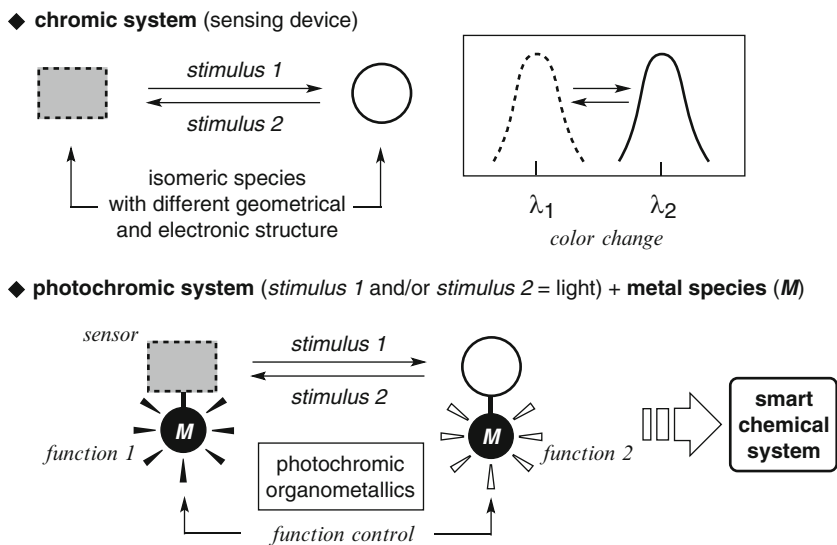 ◆ chromic system (sensing device)
stimulus 1
stimulus 2
isomeric species
with different geometrical
and electronic structure
λ1 λ2
color change
◆ photochromic system (stimulus 1 and/or stimulus 2 = light) + metal species (M)
sensor
stimulus 1
stimulus 2
M M
function 1
function 2
photochromic
organometallics
function control
smart
chemical
system